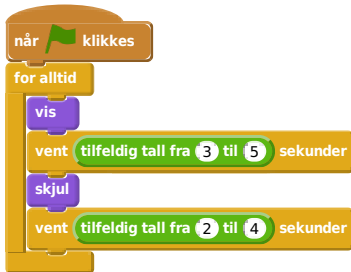 når klikkes
for alltid
vis
vent tilfeldig tall fra 3 til 5 sekunder
skjul
vent tilfeldig tall fra 2 til 4 sekunder